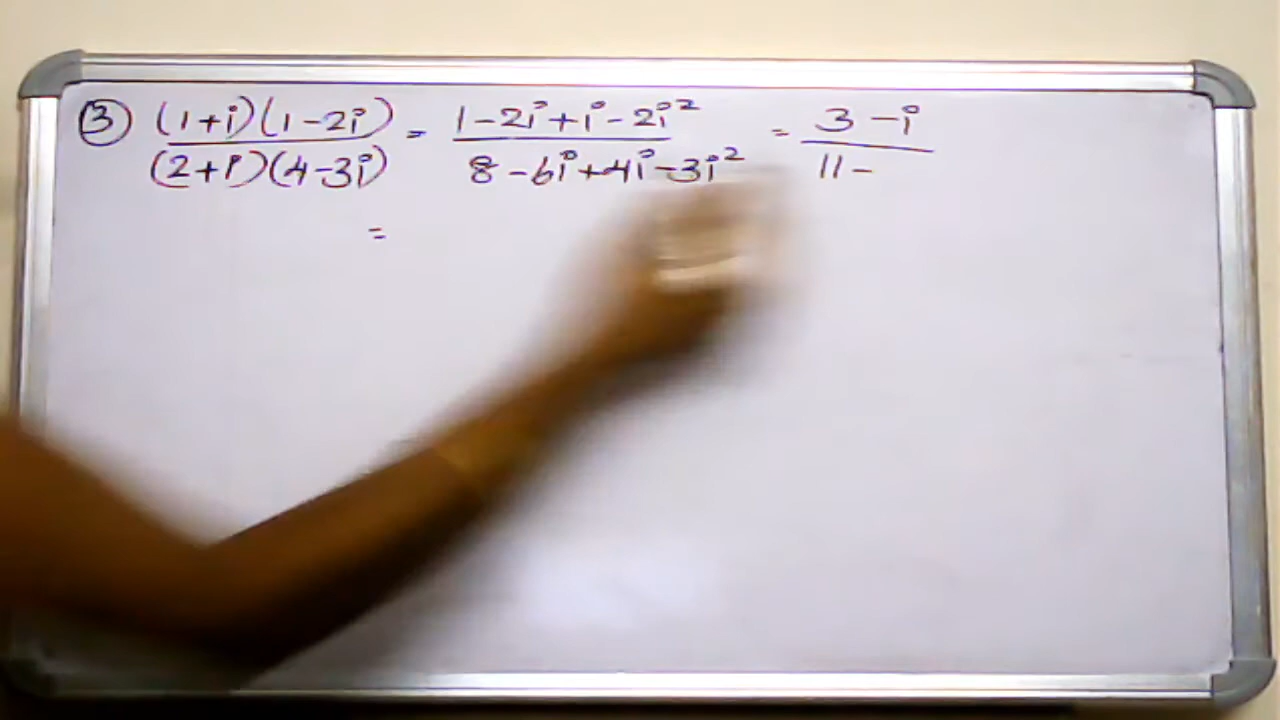 ③ (1+i)(1-2i) / (2+i)(4-3i) = 1-2i+i-2i² / 8-6i+4i-3i² = 3-i / 11-
=